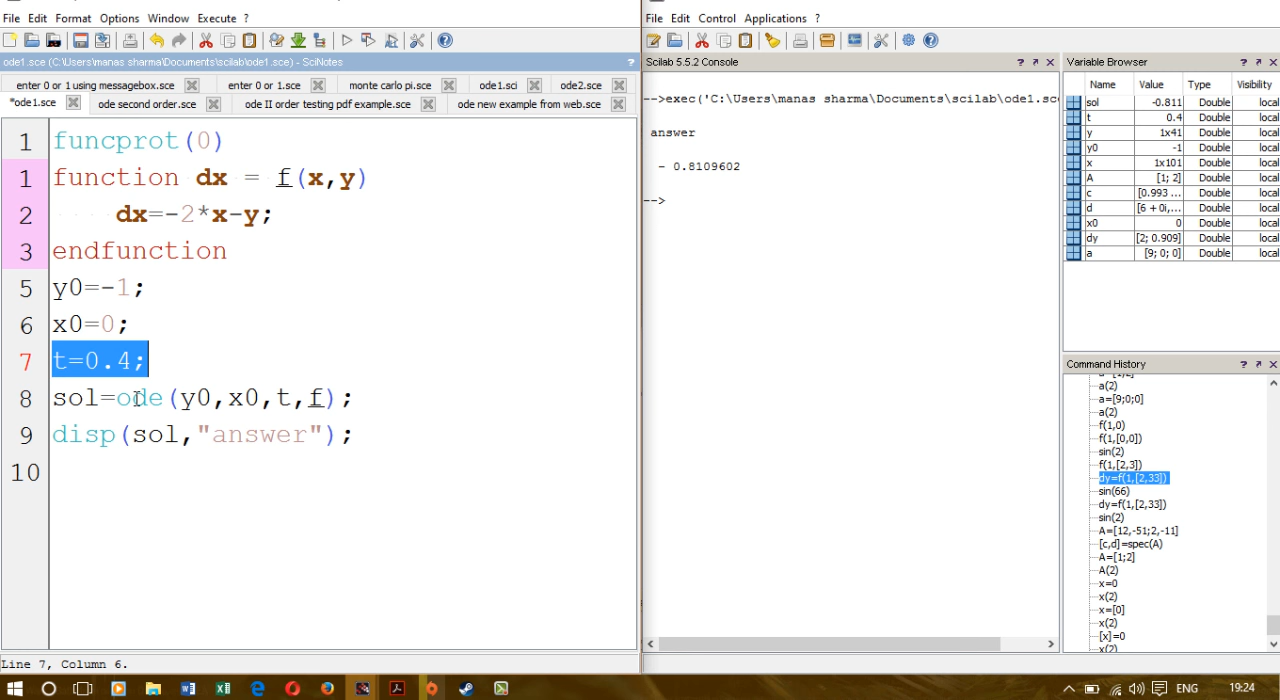 File Edit Format Options Window Execute ?
ode1.sce (C:\Users\manas sharma\Documents\scilab\ode1.sce) - SciNotes ?
enter 0 or 1 using messagebox.sce enter 0 or 1.sce monte carlo pi.sce ode1.sci ode2.sce
*ode1.sce ode second order.sce ode II order testing pdf example.sce ode new example from web.sce
1 funcprot(0)
1 function dx = f(x,y)
2 dx=-2*x-y;
3 endfunction
5 y0=-1;
6 x0=0;
7 t=0.4;
8 sol=ode(y0,x0,t,f);
9 disp(sol,"answer");
10
Line 7, Column 6.
File Edit Control Applications ?
Scilab 5.5.2 Console ?
-->exec('C:\Users\manas sharma\Documents\scilab\ode1.sc
answer
- 0.8109602
-->
Variable Browser ?
Name Value Type Visibility
sol -0.811 Double local
t 0.4 Double local
y 1x41 Double local
y0 -1 Double local
x 1x101 Double local
A [1; 2] Double local
c [0.993 ... Double local
d [6 + 0i,... Double local
x0 0 Double local
dy [2; 0.909] Double local
a [9; 0; 0] Double local
Command History ?
a(2)
a=[9;0;0]
a(2)
f(1,0)
f(1,[0,0])
sin(2)
f(1,[2,3])
dy=f(1,[2,33])
sin(66)
dy=f(1,[2,33])
sin(2)
A=[12,-51;2,-11]
[c,d]=spec(A)
A=[1;2]
A(2)
x=0
x(2)
x=[0]
x(2)
[x]=0
x(2)
ENG 19:24